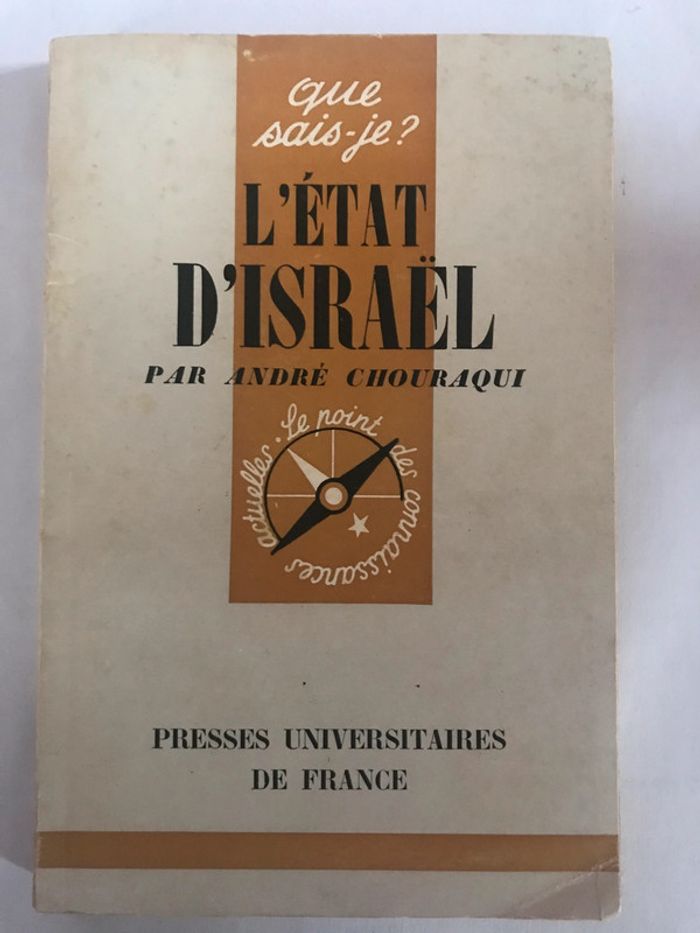 que
sais-je?
L'ÉTAT
D'ISRAËL
PAR ANDRÉ CHOURAQUI
Le point des connaissances actuelles.
PRESSES UNIVERSITAIRES
DE FRANCE